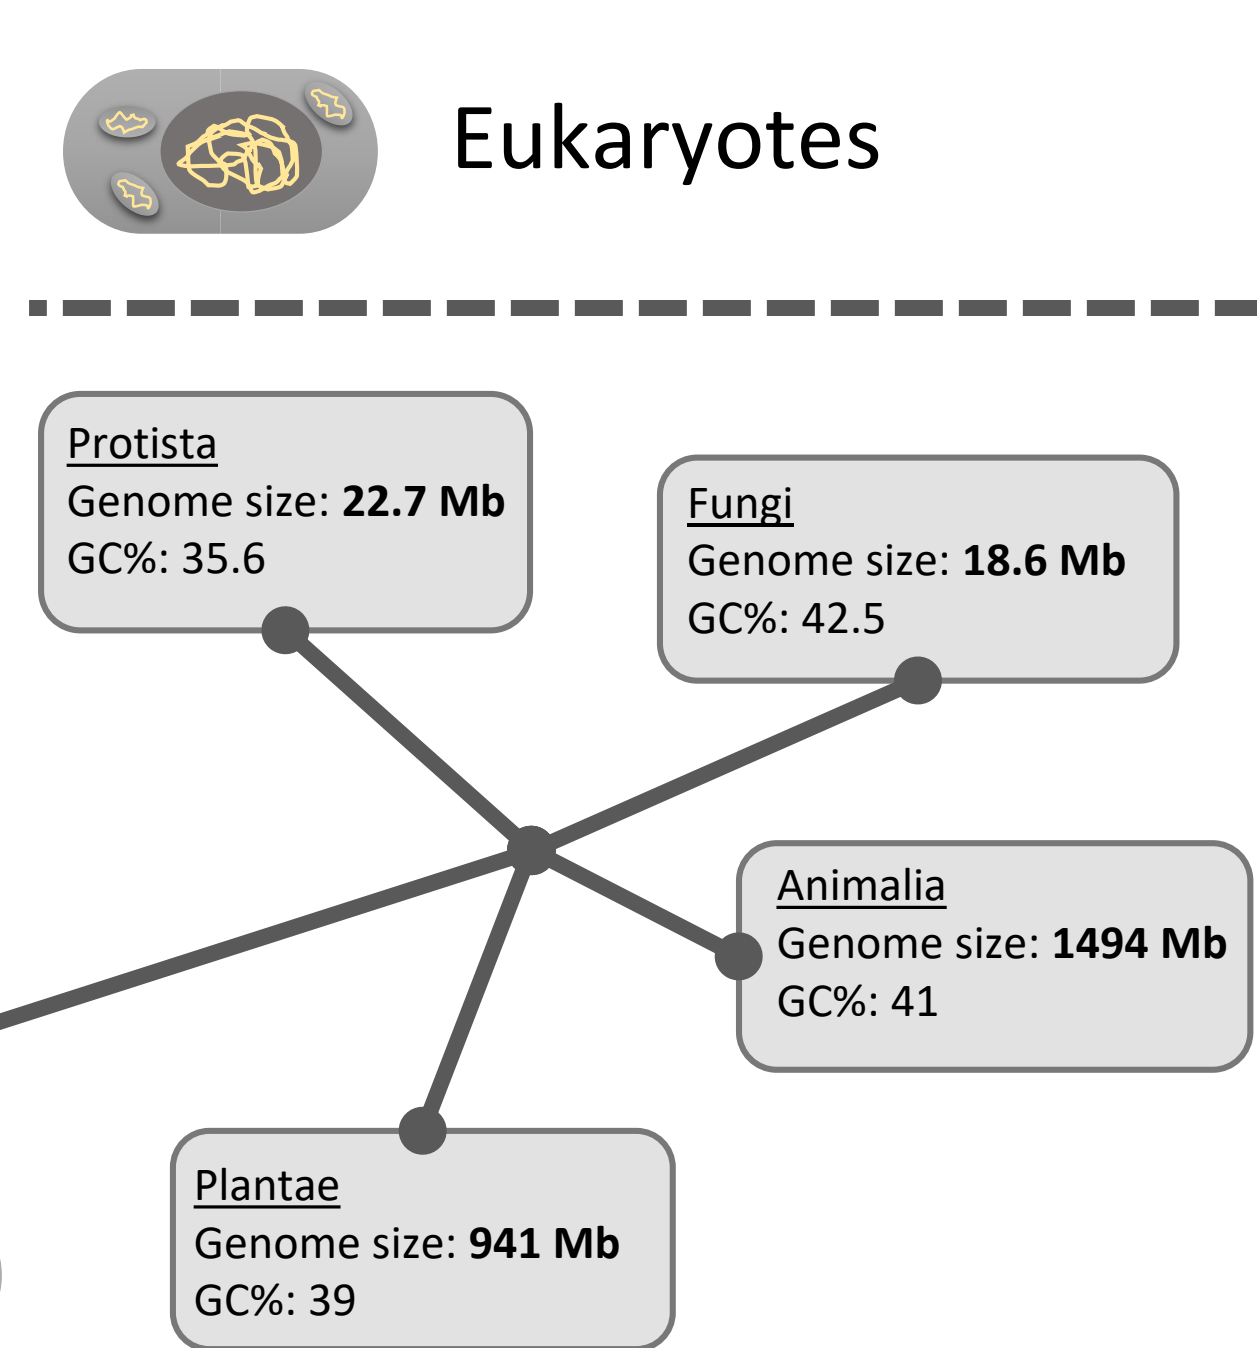 Eukaryotes
Protista
Genome size: 22.7 Mb
GC%: 35.6
Fungi
Genome size: 18.6 Mb
GC%: 42.5
Animalia
Genome size: 1494 Mb
GC%: 41
Plantae
Genome size: 941 Mb
GC%: 39